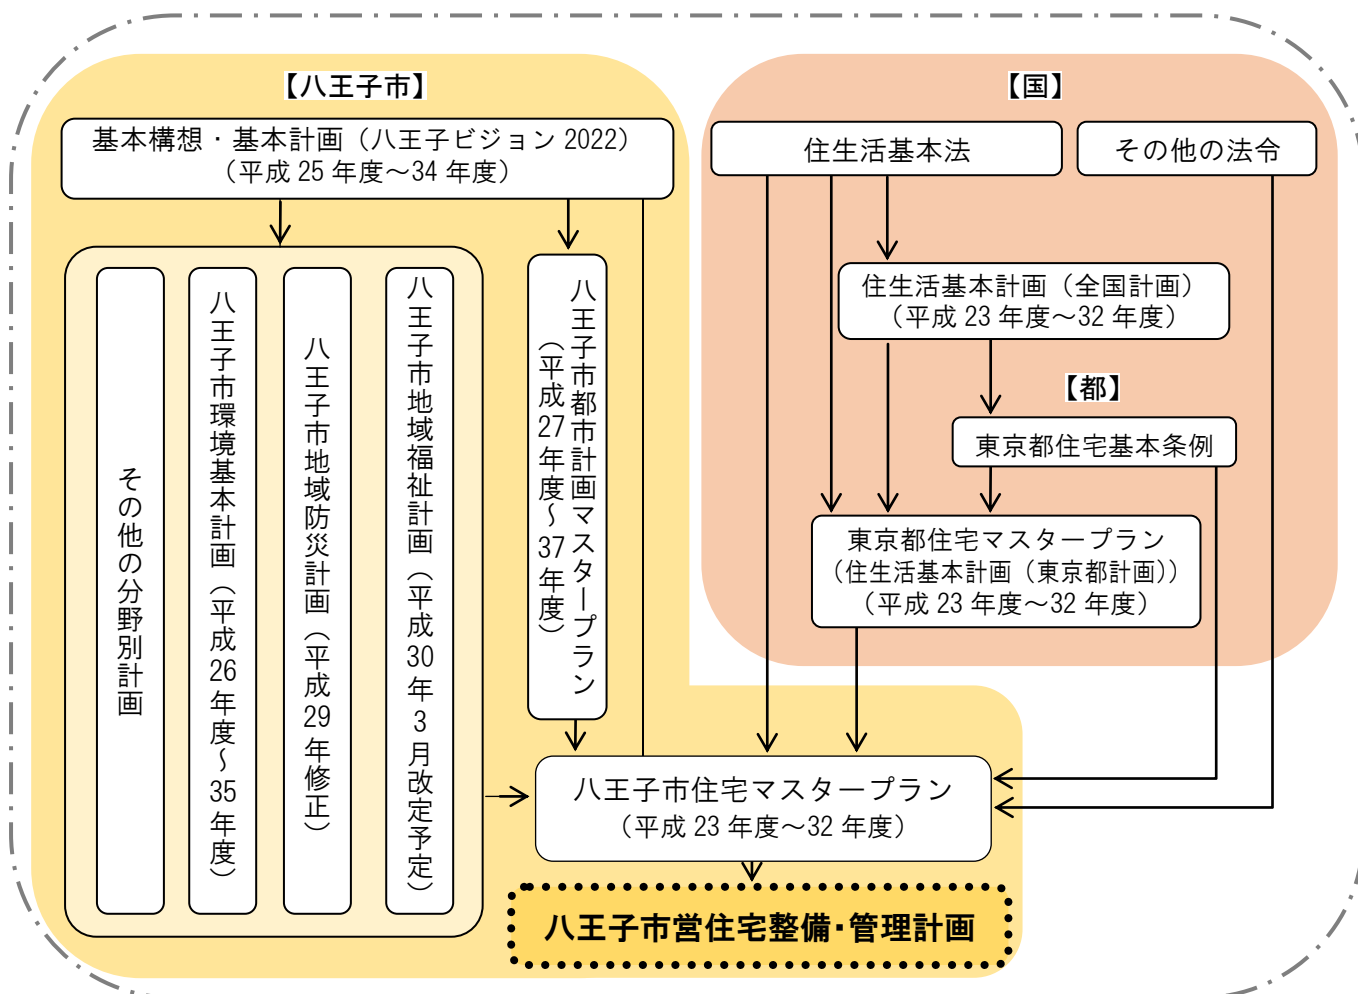 【八王子市】
基本構想・基本計画（八王子ビジョン 2022）
（平成 25 年度～34 年度）
その他の分野別計画
八王子市環境基本計画（平成26年度～35年度）
八王子市地域防災計画（平成29年修正）
八王子市地域福祉計画（平成30年3月改定予定）
八王子市都市計画マスタープラン
（平成27年度～37年度）
【国】
住生活基本法
その他の法令
住生活基本計画（全国計画）
（平成 23 年度～32 年度）
【都】
東京都住宅基本条例
東京都住宅マスタープラン
（住生活基本計画（東京都計画））
（平成 23 年度～32 年度）
八王子市住宅マスタープラン
（平成 23 年度～32 年度）
八王子市営住宅整備・管理計画